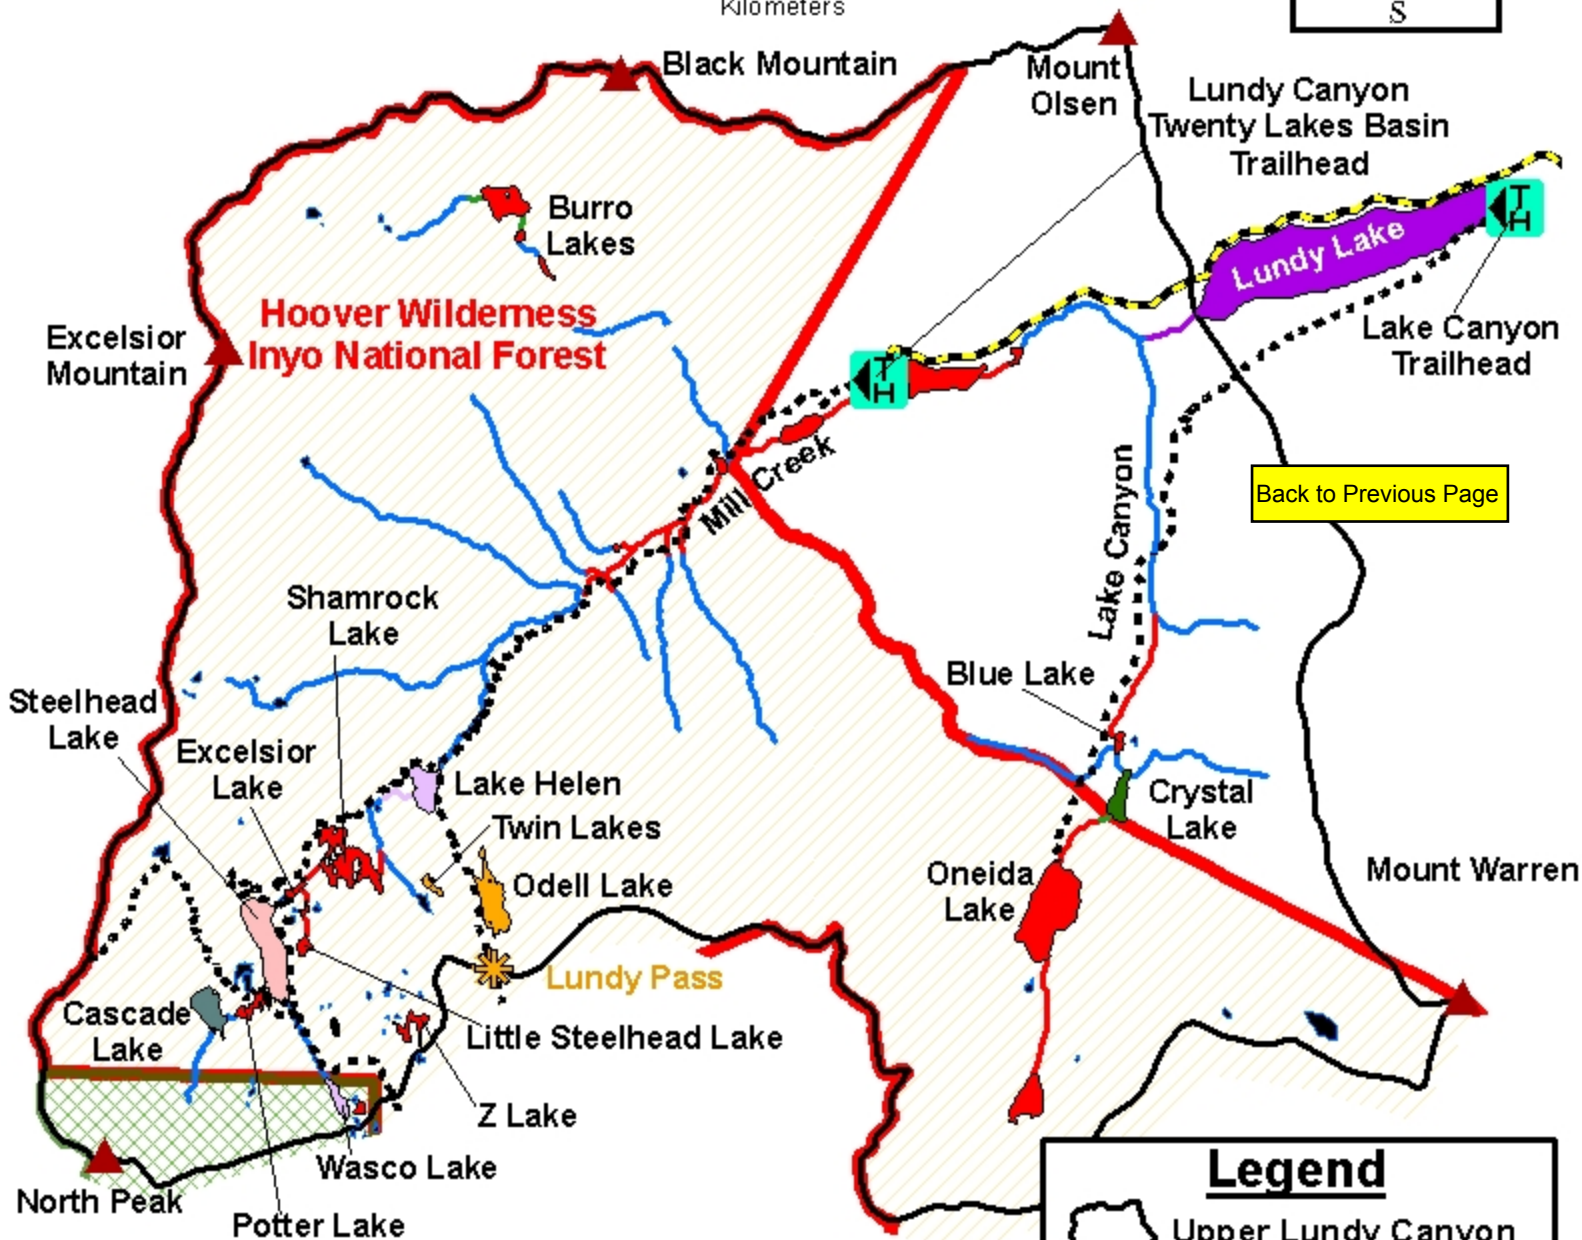 Kilometers
S
Black Mountain
Mount
Olsen
Lundy Canyon
Twenty Lakes Basin
Trailhead
T
H
Burro
Lakes
Lundy Lake
Hoover Wilderness
Inyo National Forest
Excelsior
Mountain
Lake Canyon
Trailhead
T
H
Mill Creek
Lake Canyon
Back to Previous Page
Shamrock
Lake
Steelhead
Lake
Excelsior
Lake
Blue Lake
Lake Helen
Twin Lakes
Crystal
Lake
Odell Lake
Oneida
Lake
Mount Warren
Lundy Pass
Cascade
Lake
Little Steelhead Lake
Z Lake
Wasco Lake
North Peak
Potter Lake
Legend
Upper Lundy Canyon